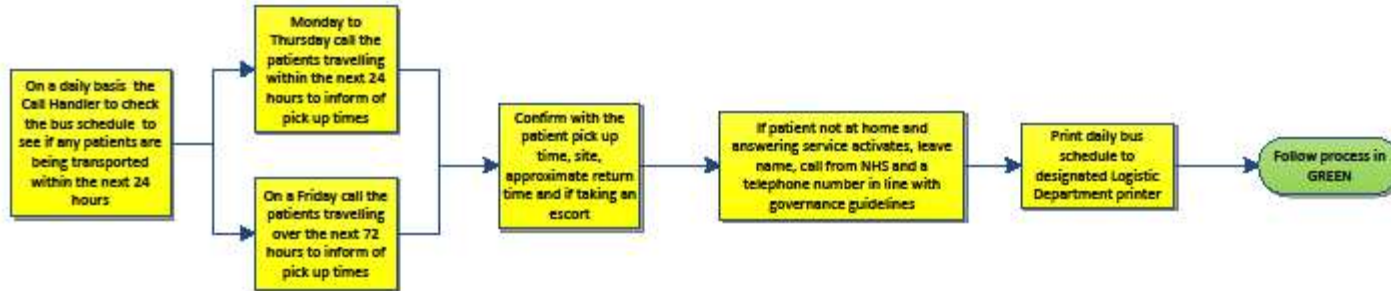 On a daily basis the
Call Handler to check
the bus schedule to
see if any patients are
being transported
within the next 24
hours
Monday to
Thursday call the
patients travelling
within the next 24
hours to inform of
pick up times
On a Friday call the
patients travelling
over the next 72
hours to inform of
pick up times
Confirm with the
patient pick up
time, site,
approximate return
time and if taking an
escort
If patient not at home and
answering service activates, leave
name, call from NHS and a
telephone number in line with
governance guidelines
Print daily bus
schedule to
designated Logistic
Department printer
Follow process in
GREEN